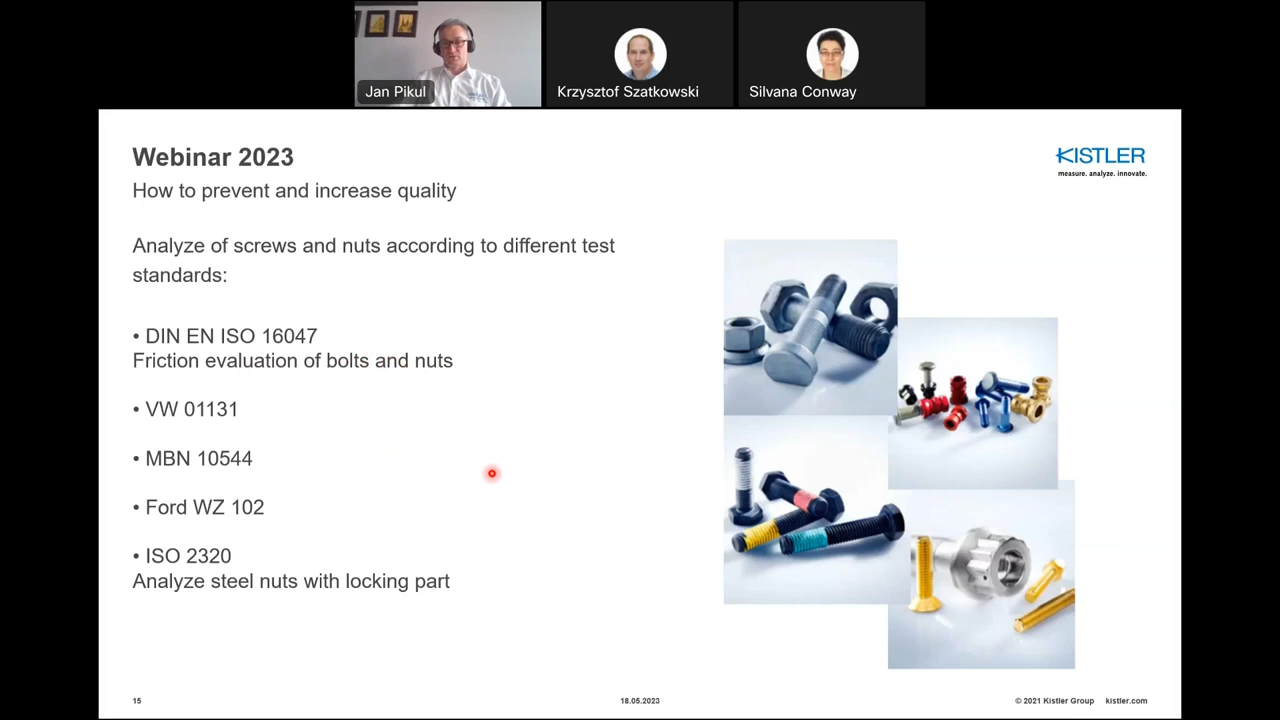 Jan Pikul
Krzysztof Szatkowski
Silvana Conway
Webinar 2023
KISTLER
measure. analyze. innovate.
How to prevent and increase quality
Analyze of screws and nuts according to different test
standards:
• DIN EN ISO 16047
Friction evaluation of bolts and nuts
• VW 01131
• MBN 10544
• Ford WZ 102
• ISO 2320
Analyze steel nuts with locking part
15
18.05.2023
© 2021 Kistler Group kistler.com